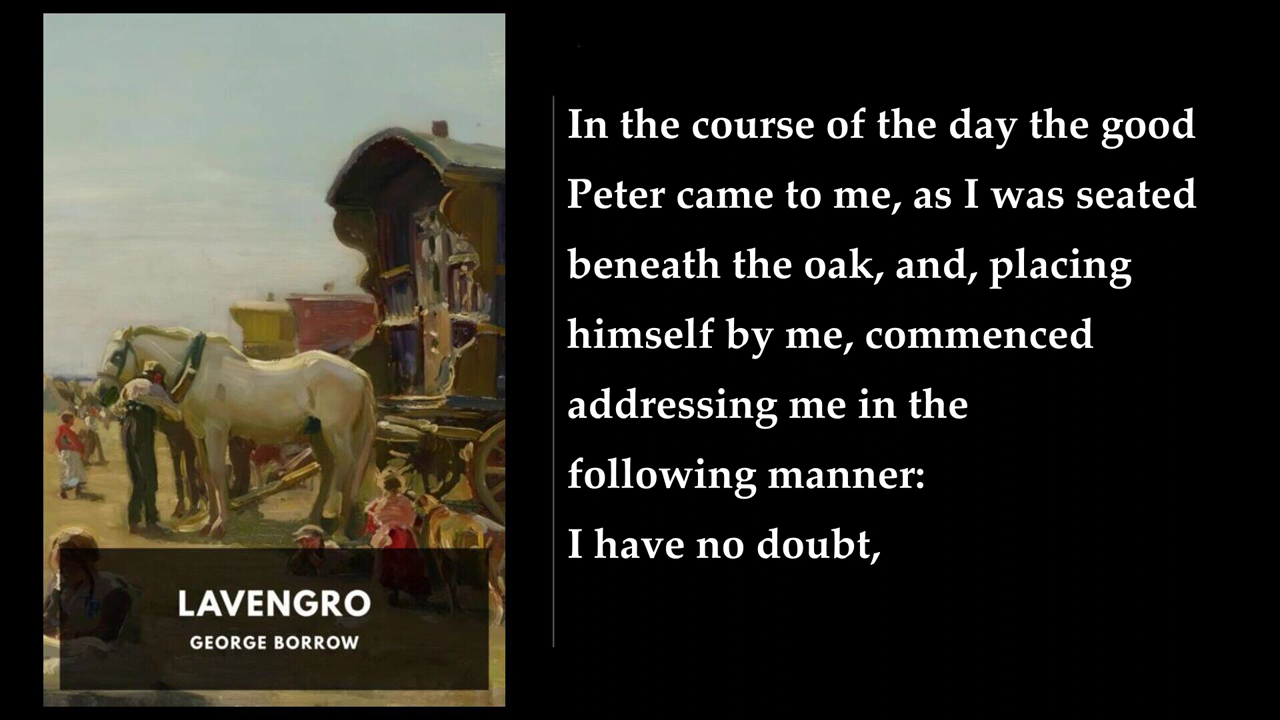 In the course of the day the good
Peter came to me, as I was seated
beneath the oak, and, placing
himself by me, commenced
addressing me in the
following manner:
I have no doubt,
LAVENGRO
GEORGE BORROW